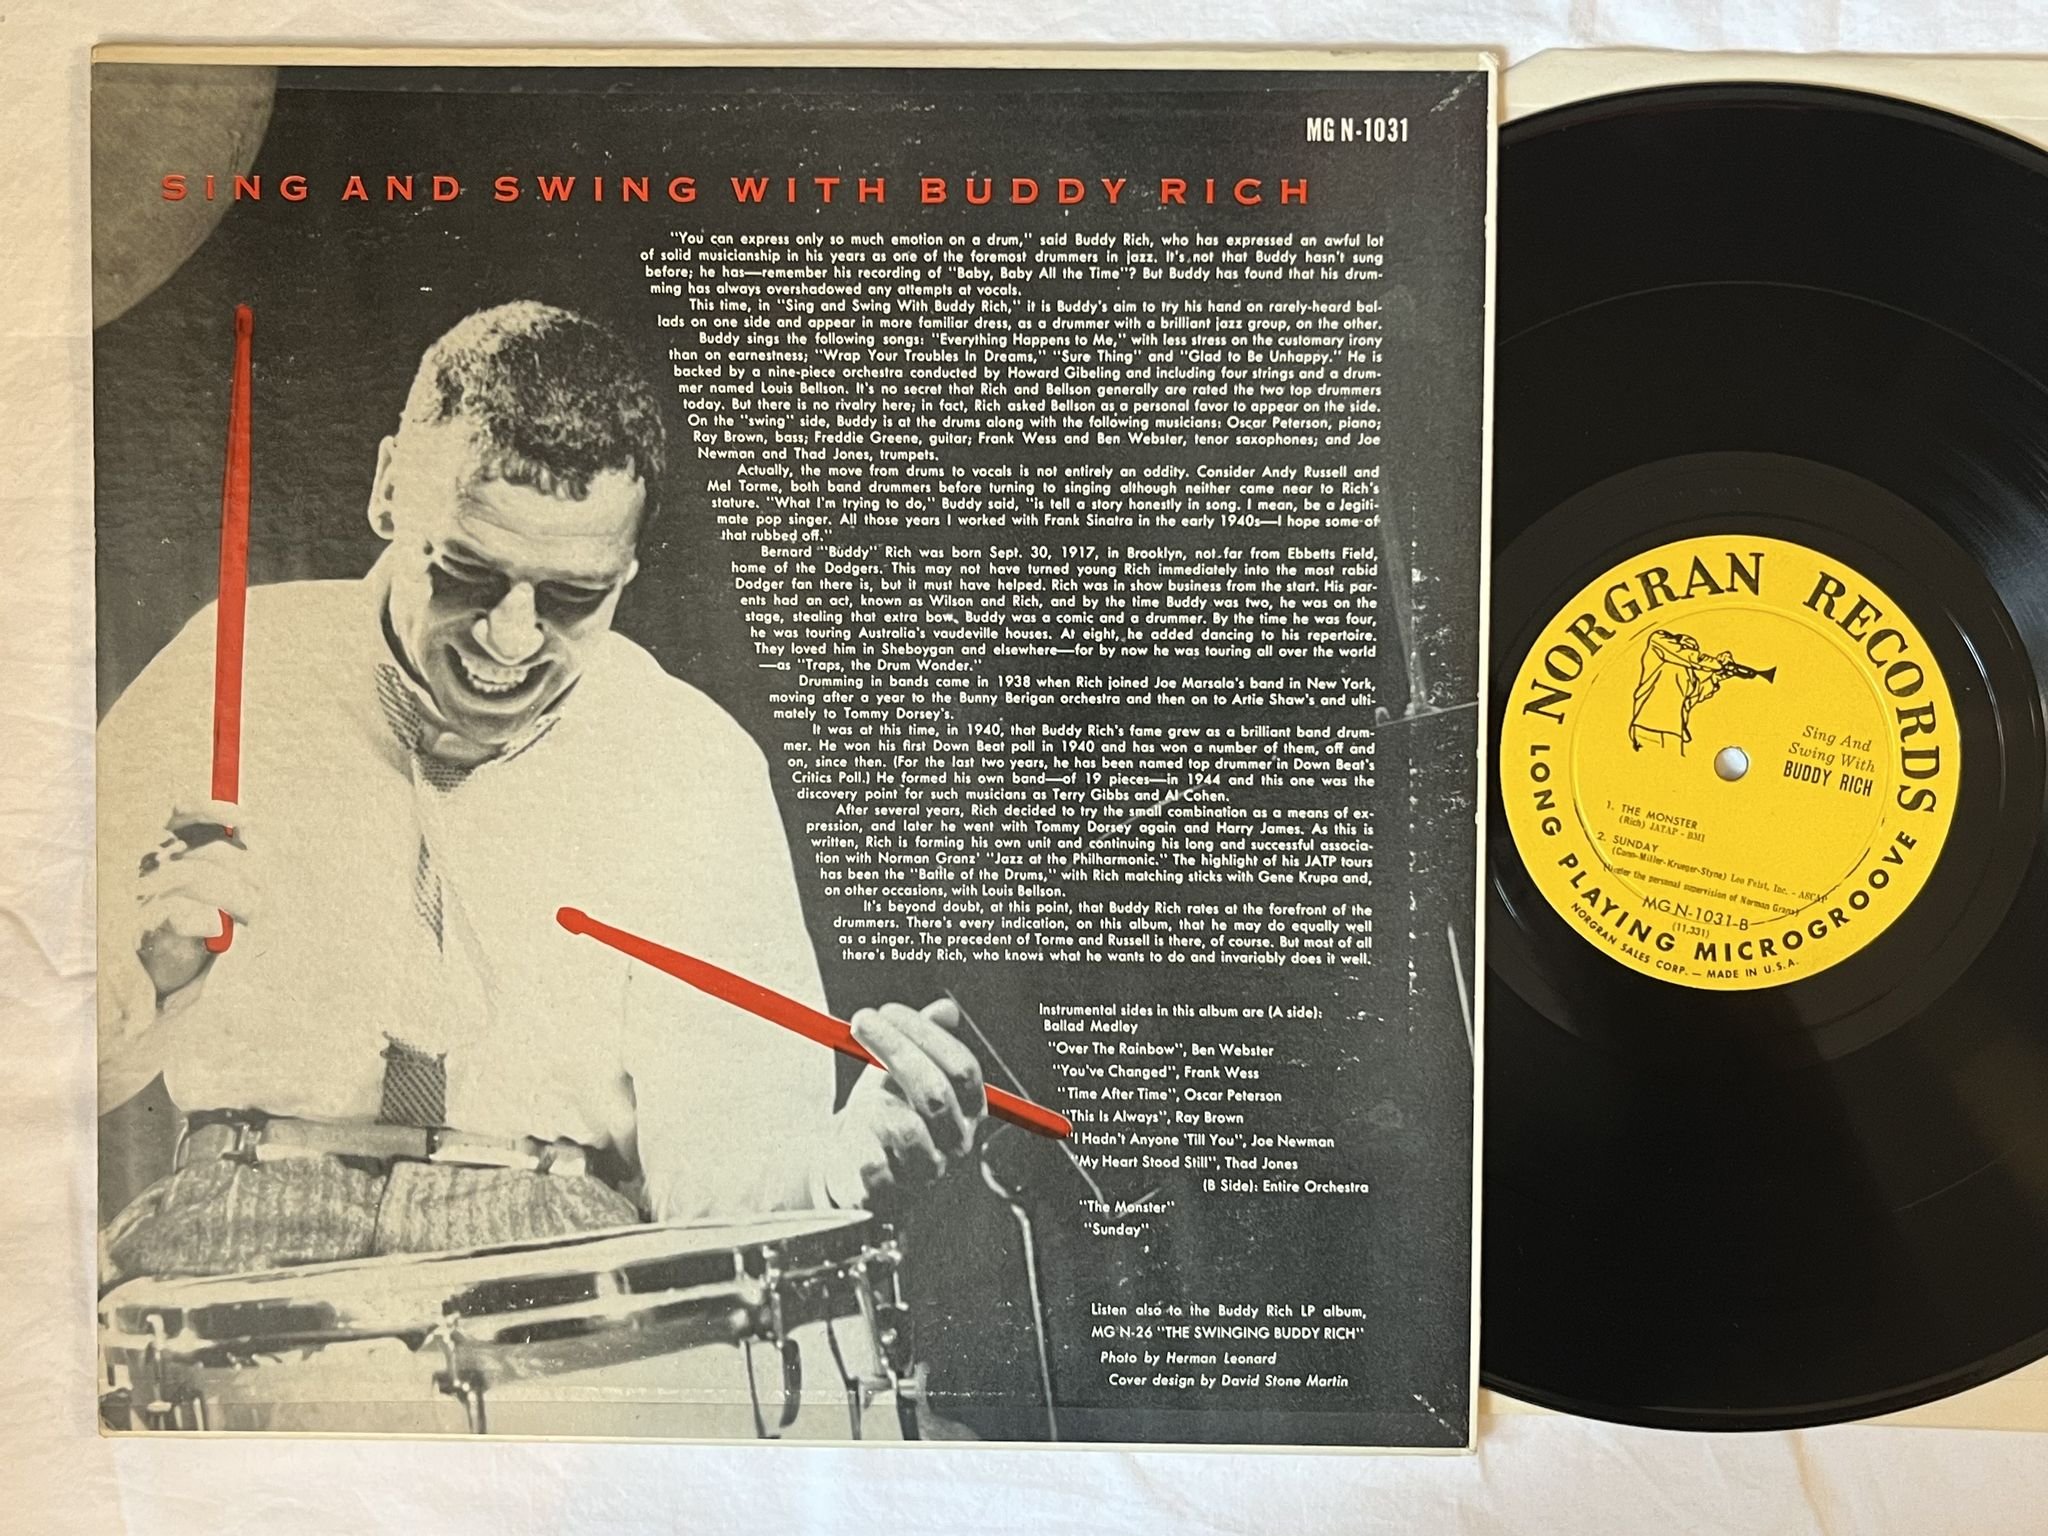 MG N-1031
SING AND SWING WITH BUDDY RICH
"You can express only so much emotion on a drum," said Buddy Rich, who has expressed an awful lot
of solid musicianship in his years as one of the foremost drummers in jazz. It's not that Buddy hasn't sung
before; he has—remember his recording of "Baby, Baby All the Time"? But Buddy has found that his drum-
ming has always overshadowed any attempts at vocals.
This time, in "Sing and Swing With Buddy Rich," it is Buddy's aim to try his hand on rarely-heard bal-
lads on one side and appear in more familiar dress, as a drummer with a brilliant jazz group, on the other.
Buddy sings the following songs: "Everything Happens to Me," with less stress on the customary irony
than on earnestness; "Wrap Your Troubles In Dreams," "Sure Thing" and "Glad to Be Unhappy." He is
backed by a nine-piece orchestra conducted by Howard Gibeling and including four strings and a drum-
mer named Louis Bellson. It's no secret that Rich and Bellson generally are rated the two top drummers
today. But there is no rivalry here; in fact, Rich asked Bellson as a personal favor to appear on the side.
On the "swing" side, Buddy is at the drums along with the following musicians: Oscar Peterson, piano;
Ray Brown, bass; Freddie Greene, guitar; Frank Wess and Ben Webster, tenor saxophones; and Joe
Newman and Thad Jones, trumpets.
Actually, the move from drums to vocals is not entirely an oddity. Consider Andy Russell and
Mel Torme, both band drummers before turning to singing although neither came near to Rich's
stature. "What I'm trying to do," Buddy said, "is tell a story honestly in song. I mean, be a legiti-
mate pop singer. All those years I worked with Frank Sinatra in the early 1940s—I hope some of
that rubbed off."
Bernard "Buddy" Rich was born Sept. 30, 1917, in Brooklyn, not far from Ebbetts Field,
home of the Dodgers. This may not have turned young Rich immediately into the most rabid
Dodger fan there is, but it must have helped. Rich was in show business from the start. His par-
ents had an act, known as Wilson and Rich, and by the time Buddy was two, he was on the
stage, stealing that extra bow. Buddy was a comic and a drummer. By the time he was four,
he was touring Australia's vaudeville houses. At eight, he added dancing to his repertoire.
They loved him in Sheboygan and elsewhere—for by now he was touring all over the world
—as "Traps, the Drum Wonder."
Drumming in bands came in 1938 when Rich joined Joe Marsala's band in New York,
moving after a year to the Bunny Berigan orchestra and then on to Artie Shaw's and ulti-
mately to Tommy Dorsey's.
It was at this time, in 1940, that Buddy Rich's fame grew as a brilliant band drum-
mer. He won his first Down Beat poll in 1940 and has won a number of them, off and
on, since then. (For the last two years, he has been named top drummer in Down Beat's
Critics Poll.) He formed his own band—of 19 pieces—in 1944 and this one was the
discovery point for such musicians as Terry Gibbs and Al Cohen.
After several years, Rich decided to try the small combination as a means of ex-
pression, and later he went with Tommy Dorsey again and Harry James. As this is
written, Rich is forming his own unit and continuing his long and successful associa-
tion with Norman Granz' "Jazz at the Philharmonic." The highlight of his JATP tours
has been the "Battle of the Drums," with Rich matching sticks with Gene Krupa and,
on other occasions, with Louis Bellson.
It's beyond doubt, at this point, that Buddy Rich rates at the forefront of the
drummers. There's every indication, on this album, that he may do equally well
as a singer. The precedent of Torme and Russell is there, of course. But most of all
there's Buddy Rich, who knows what he wants to do and invariably does it well.
Instrumental sides in this album are (A side):
Ballad Medley
"Over The Rainbow", Ben Webster
"You've Changed", Frank Wess
"Time After Time", Oscar Peterson
"This Is Always", Ray Brown
"I Hadn't Anyone 'Till You", Joe Newman
"My Heart Stood Still", Thad Jones
(B Side): Entire Orchestra
"The Monster"
"Sunday"
Listen also to the Buddy Rich LP album,
MG N-26 "THE SWINGING BUDDY RICH"
Photo by Herman Leonard
Cover design by David Stone Martin
NORGRAN RECORDS
Sing And
Swing With
BUDDY RICH
1. THE MONSTER
(Rich) JATAP - BMI
2. SUNDAY
(Conn-Miller-Krueger-Styne) Leo Feist, Inc. - ASCAP
(Under the personal supervision of Norman Granz)
MG N-1031-B
(11,331)
LONG PLAYING MICROGROOVE
NORGRAN SALES CORP. — MADE IN U.S.A.